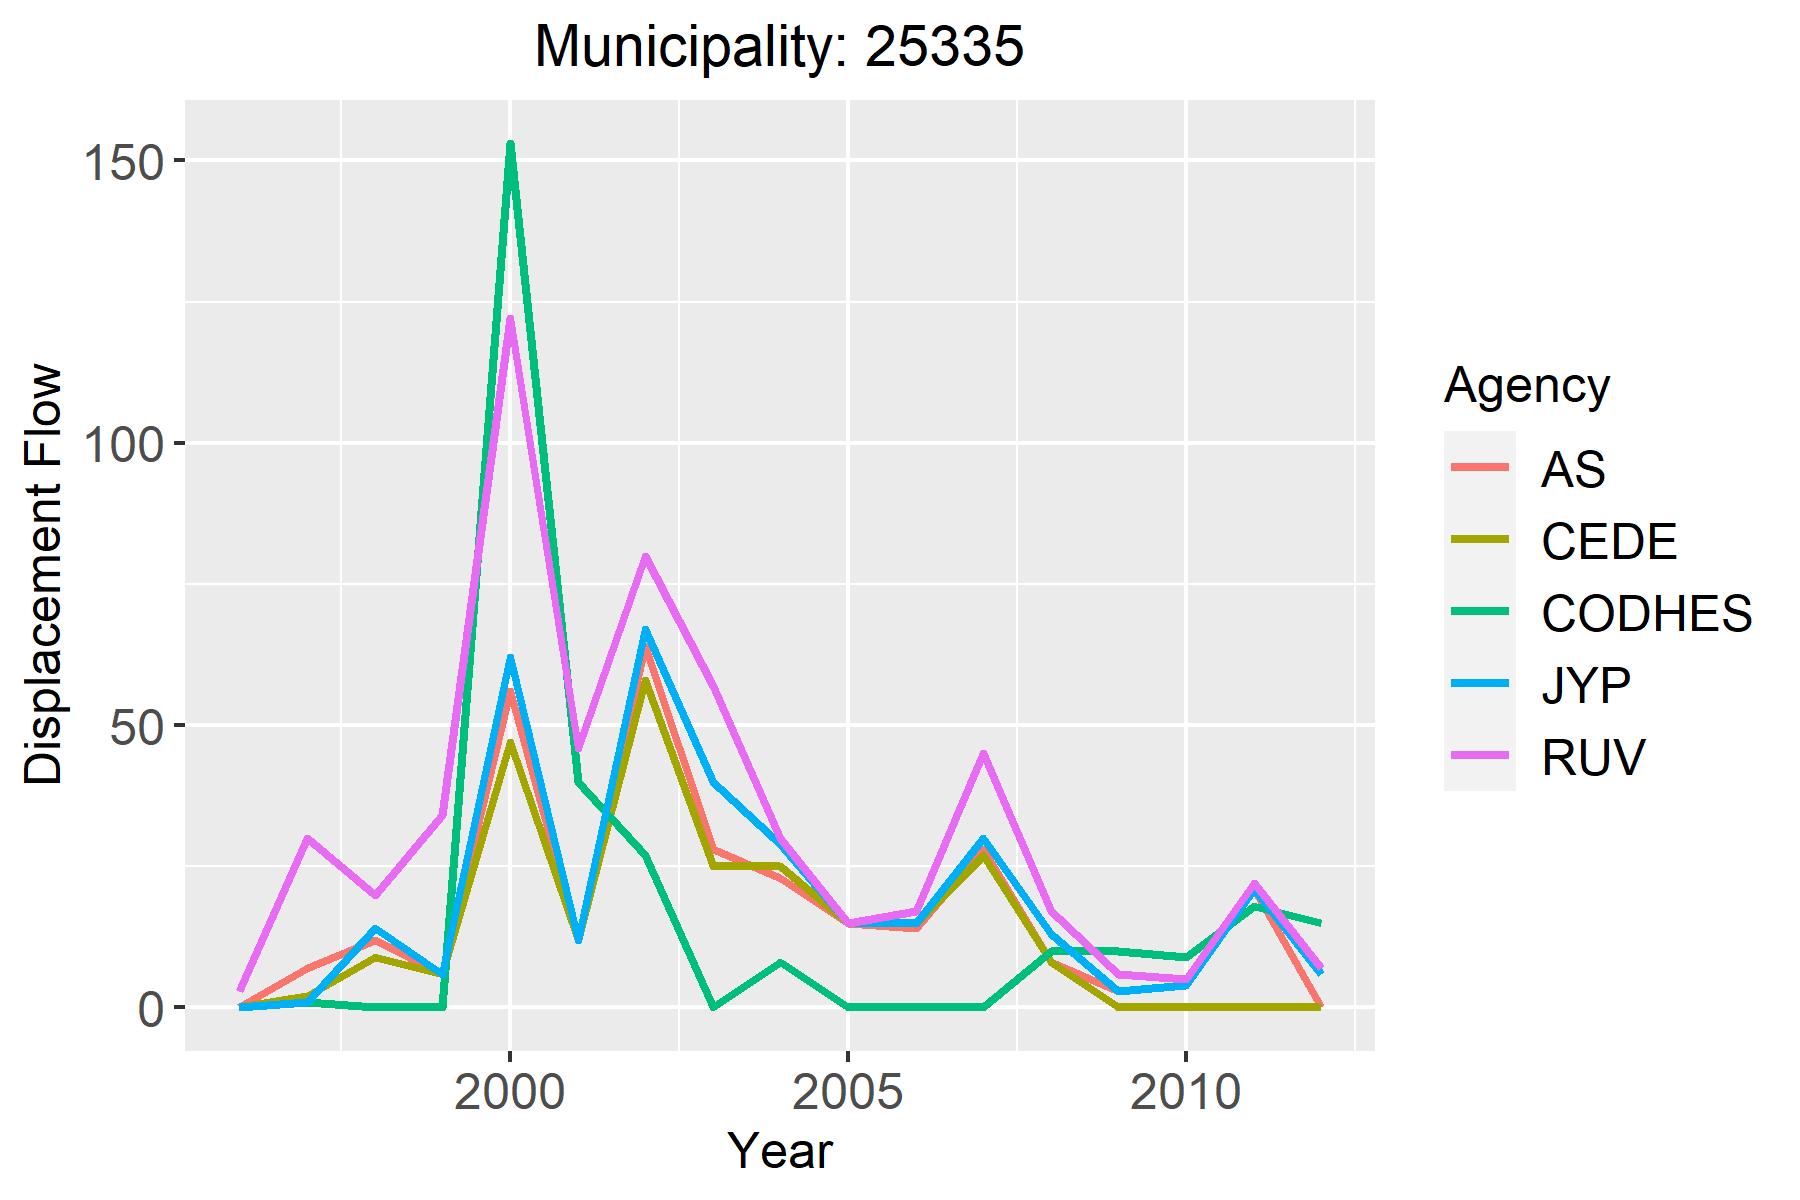 Municipality: 25335
150
100
50
0
Displacement Flow
2000 2005 2010
Year
Agency
AS
CEDE
CODHES
JYP
RUV